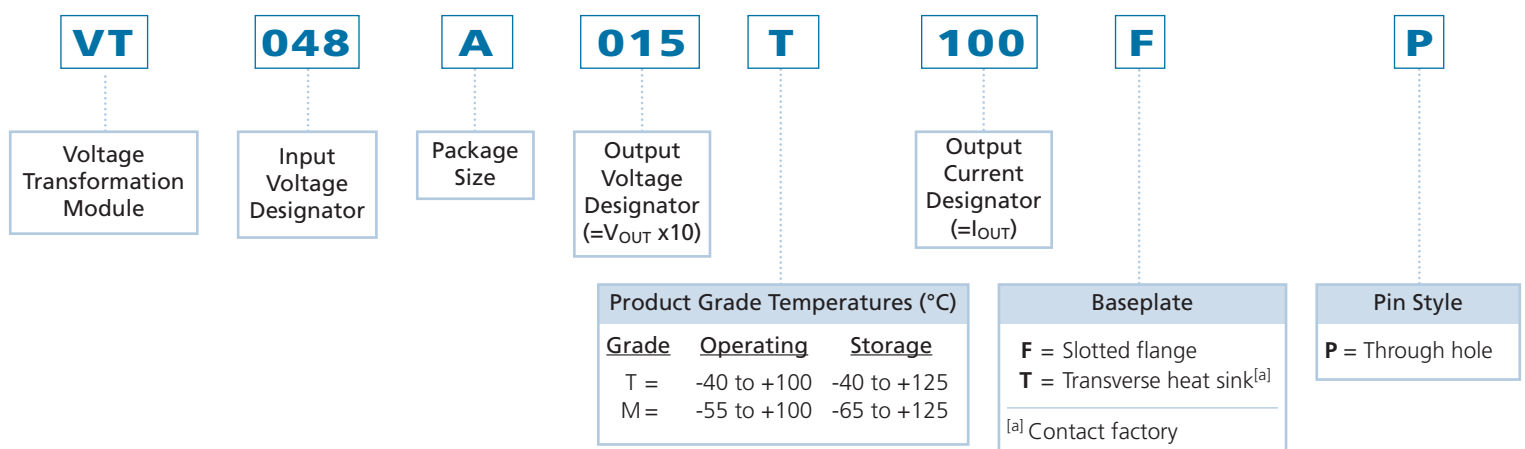 VT 048 A 015 T 100 F P
Voltage
Transformation
Module
Input
Voltage
Designator
Package
Size
Output
Voltage
Designator
(=VOUT x10)
Output
Current
Designator
(=IOUT)
Product Grade Temperatures (°C)
Grade Operating Storage
T = -40 to +100 -40 to +125
M = -55 to +100 -65 to +125
Baseplate
F = Slotted flange
T = Transverse heat sink[a]
[a] Contact factory
Pin Style
P = Through hole